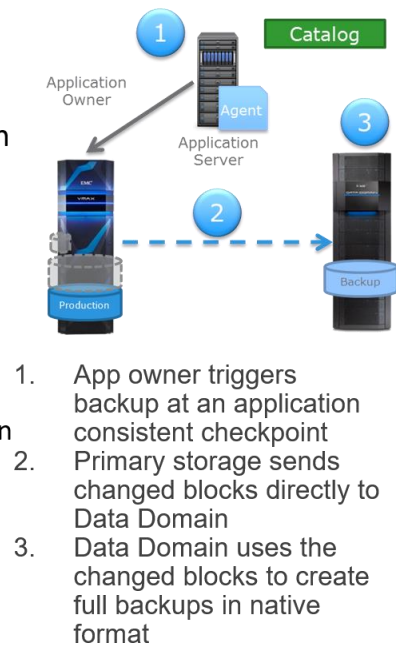 1
Catalog
Application
Owner
Agent
3
Application
Server
n
EMC²
VMAX
2
Backup
Production
1. App owner triggers
backup at an application
consistent checkpoint
n
2. Primary storage sends
changed blocks directly to
Data Domain
3. Data Domain uses the
changed blocks to create
full backups in native
format